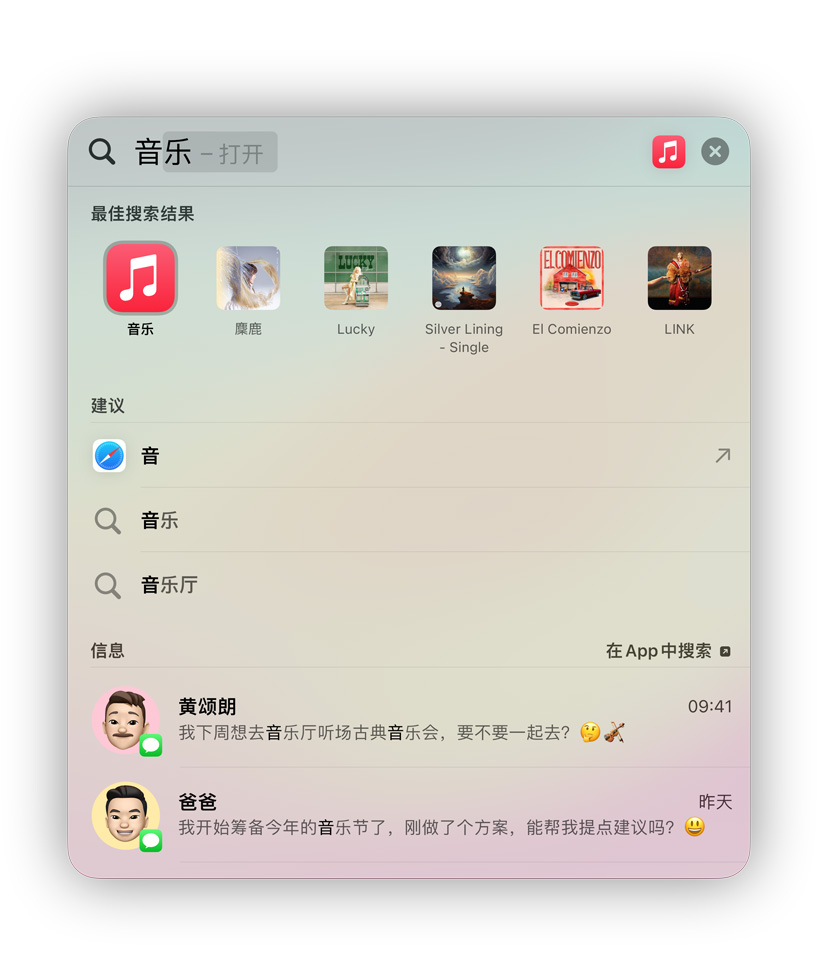 音乐 – 打开
最佳搜索结果
LUCKY
EL COMIENZO
音乐
麋鹿
Lucky
Silver Lining
- Single
El Comienzo
LINK
建议
音
音乐
音乐厅
信息
在App中搜索
黄颂朗
09:41
我下周想去音乐厅听场古典音乐会，要不要一起去？🤔🎻
爸爸
昨天
我开始筹备今年的音乐节了，刚做了个方案，能帮我提点建议吗？😃